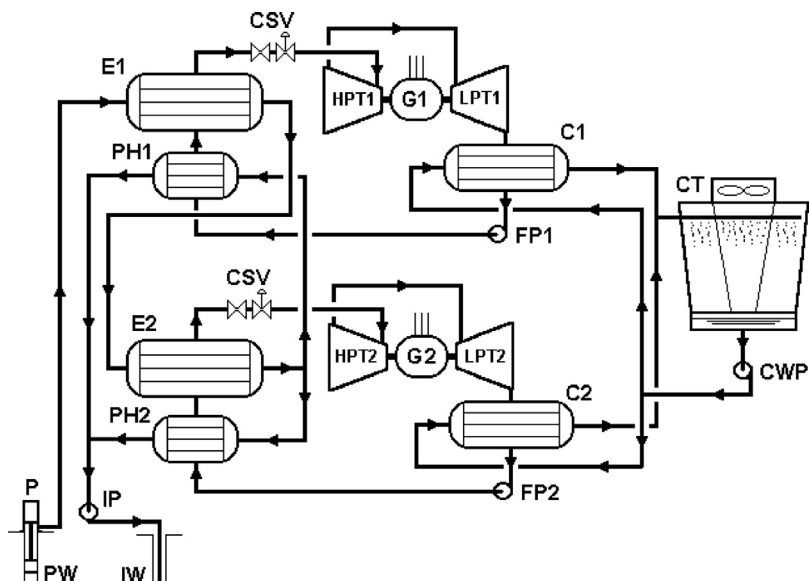 CSV
E1
HPT1
G1
LPT1
PH1
C1
CT
FP1
CSV
E2
HPT2
G2
LPT2
CWP
PH2
C2
P
IP
FP2
PW
IW